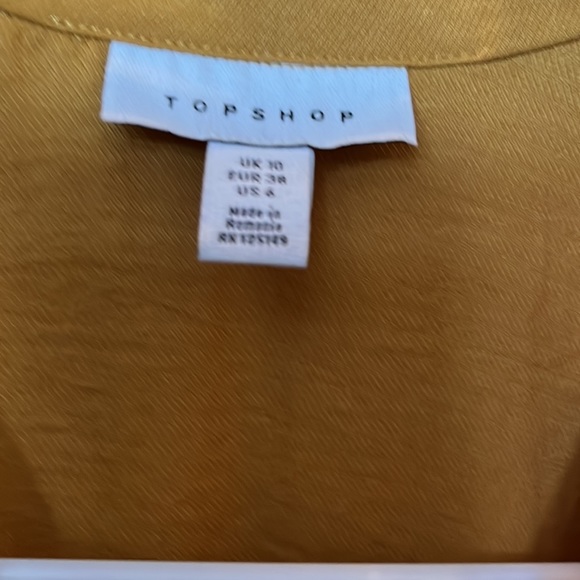 TOPSHOP
UK 10
EUR 38
US 6
Made in
Romania